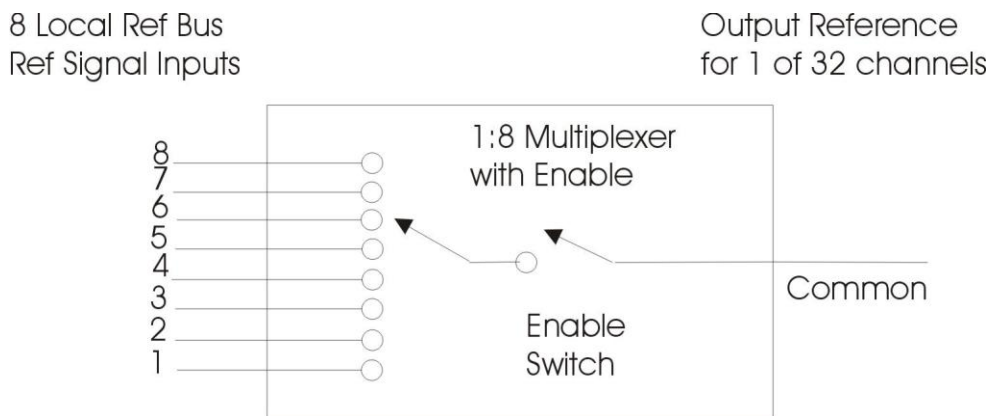 8 Local Ref Bus
Ref Signal Inputs
Output Reference
for 1 of 32 channels
1:8 Multiplexer
with Enable
8
7
6
5
4
3
2
1
Common
Enable
Switch